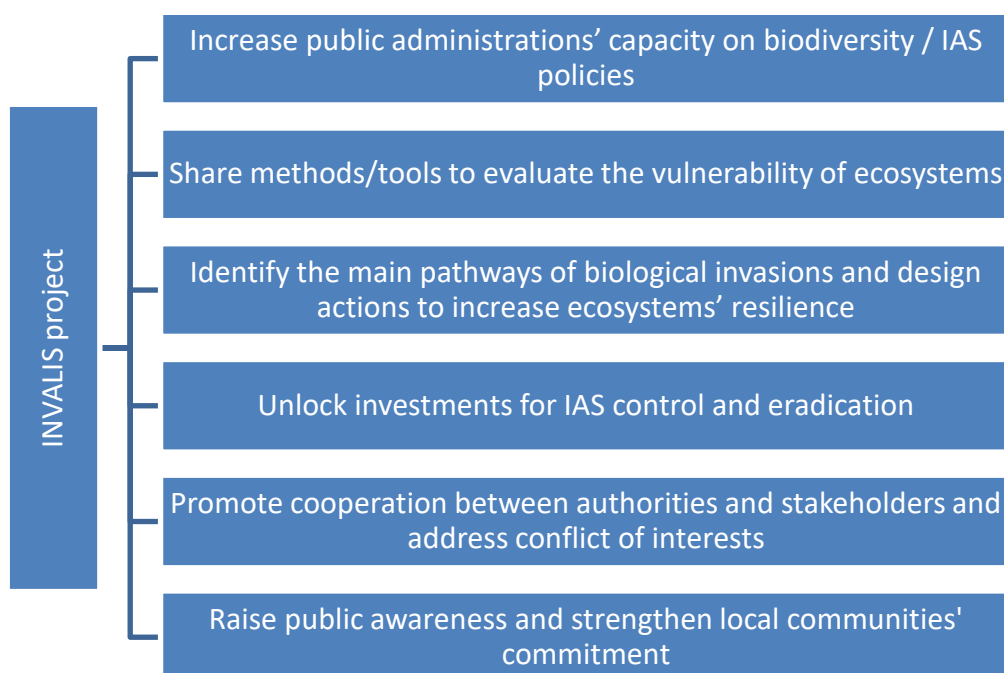 INVALIS project
Increase public administrations’ capacity on biodiversity / IAS
policies
Share methods/tools to evaluate the vulnerability of ecosystems
Identify the main pathways of biological invasions and design
actions to increase ecosystems’ resilience
Unlock investments for IAS control and eradication
Promote cooperation between authorities and stakeholders and
address conflict of interests
Raise public awareness and strengthen local communities'
commitment